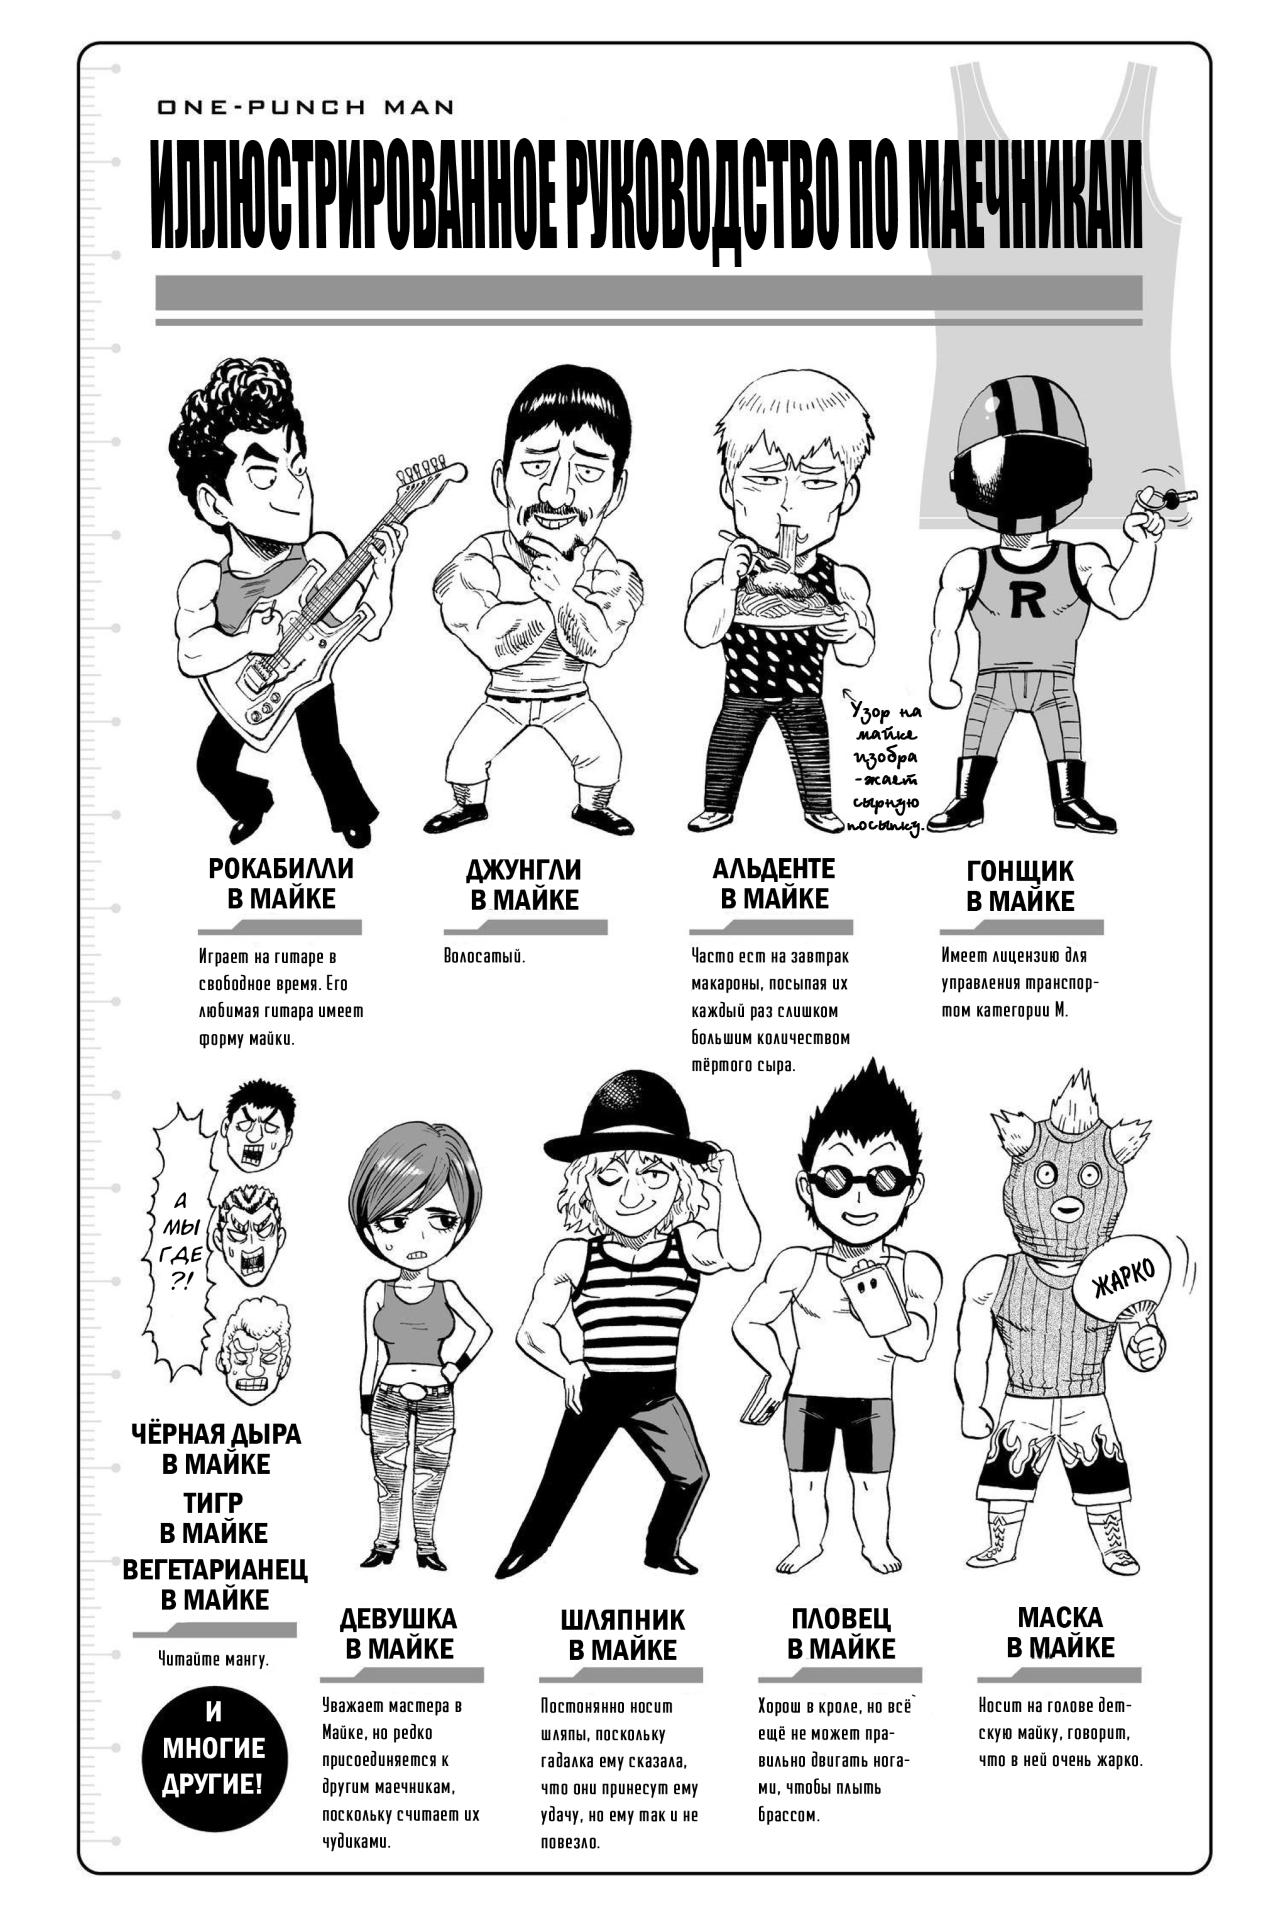 ONE-PUNCH MAN
ИЛЛЮСТРИРОВАННОЕ РУКОВОДСТВО ПО МАЕЧНИКАМ
R
Узор на
майке
изобра
-жает
сырную
посыпку.
РОКАБИЛЛИ
В МАЙКЕ
Играет на гитаре в
свободное время. Его
любимая гитара имеет
форму майки.
ДЖУНГЛИ
В МАЙКЕ
Волосатый.
АЛЬДЕНТЕ
В МАЙКЕ
Часто ест на завтрак
макароны, посыпая их
каждый раз слишком
большим количеством
тёртого сыра.
ГОНЩИК
В МАЙКЕ
Имеет лицензию для
управления транспор-
том категории М.
А
МЫ
ГДЕ
?!
ЖАРКО
ЧЁРНАЯ ДЫРА
В МАЙКЕ
ТИГР
В МАЙКЕ
ВЕГЕТАРИАНЕЦ
В МАЙКЕ
Читайте мангу.
И
МНОГИЕ
ДРУГИЕ!
ДЕВУШКА
В МАЙКЕ
Уважает мастера в
Майке, но редко
присоединяется к
другим маечникам,
поскольку считает их
чудиками.
ШЛЯПНИК
В МАЙКЕ
Постонянно носит
шляпы, поскольку
гадалка ему сказала,
что они принесут ему
удачу, но ему так и не
повезло.
ПЛОВЕЦ
В МАЙКЕ
Хорош в кроле, но всё
ещё не может пра-
вильно двигать нога-
ми, чтобы плыть
брассом.
МАСКА
В МАЙКЕ
Носит на голове дет-
скую майку, говорит,
что в ней очень жарко.